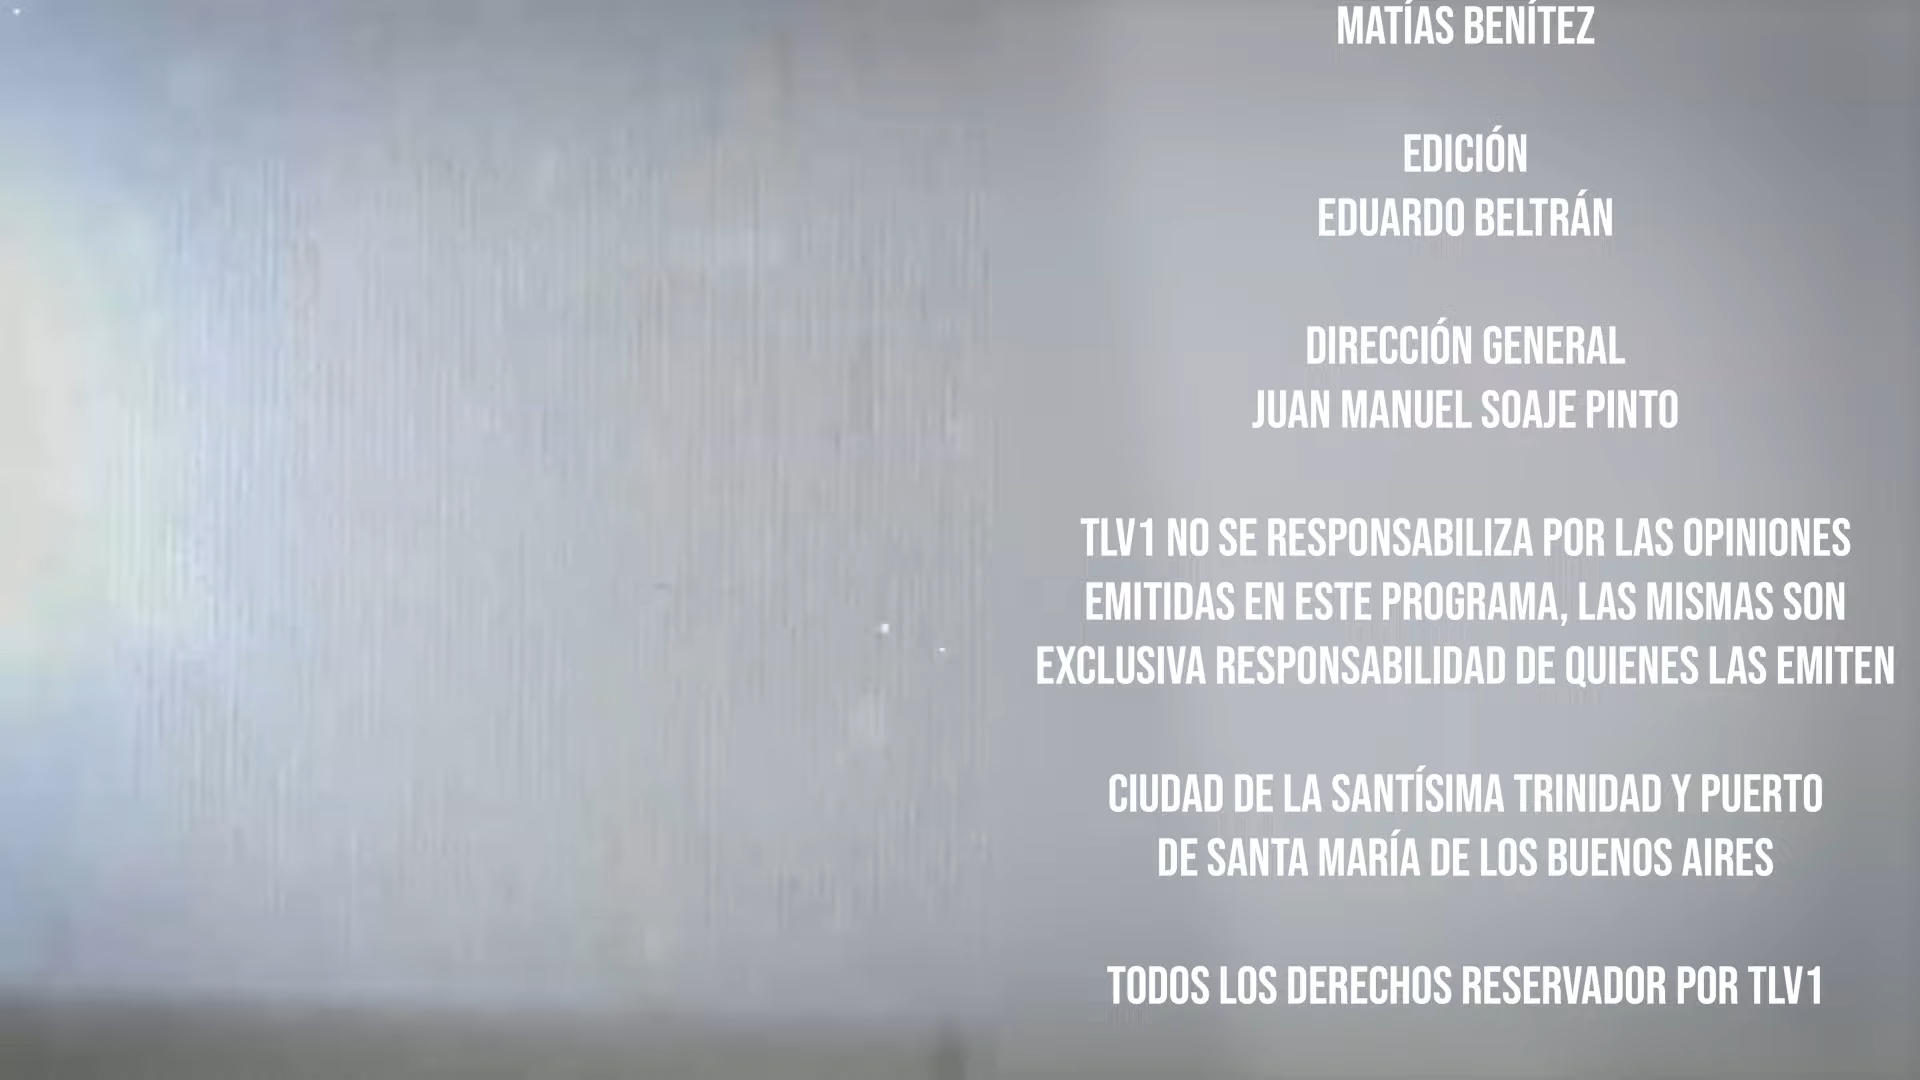 MATÍAS BENÍTEZ
EDICIÓN
EDUARDO BELTRÁN
DIRECCIÓN GENERAL
JUAN MANUEL SOAJE PINTO
TLV1 NO SE RESPONSABILIZA POR LAS OPINIONES
EMITIDAS EN ESTE PROGRAMA, LAS MISMAS SON
EXCLUSIVA RESPONSABILIDAD DE QUIENES LAS EMITEN
CIUDAD DE LA SANTÍSIMA TRINIDAD Y PUERTO
DE SANTA MARÍA DE LOS BUENOS AIRES
TODOS LOS DERECHOS RESERVADOR POR TLV1